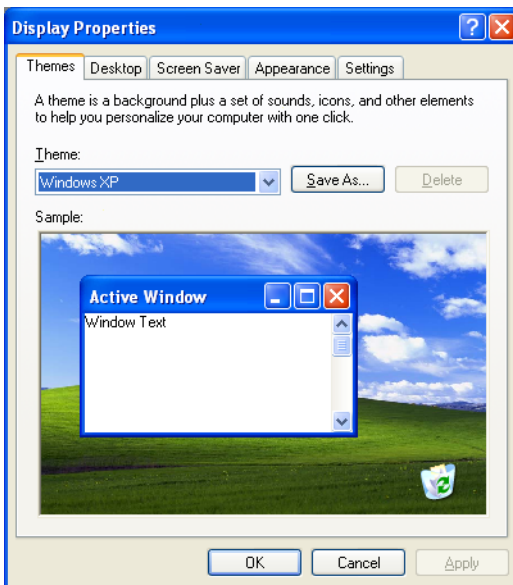 Display Properties
Themes Desktop Screen Saver Appearance Settings
A theme is a background plus a set of sounds, icons, and other elements
to help you personalize your computer with one click.
Theme:
Windows XP Save As... Delete
Sample:
Active Window
Window Text
OK Cancel Apply